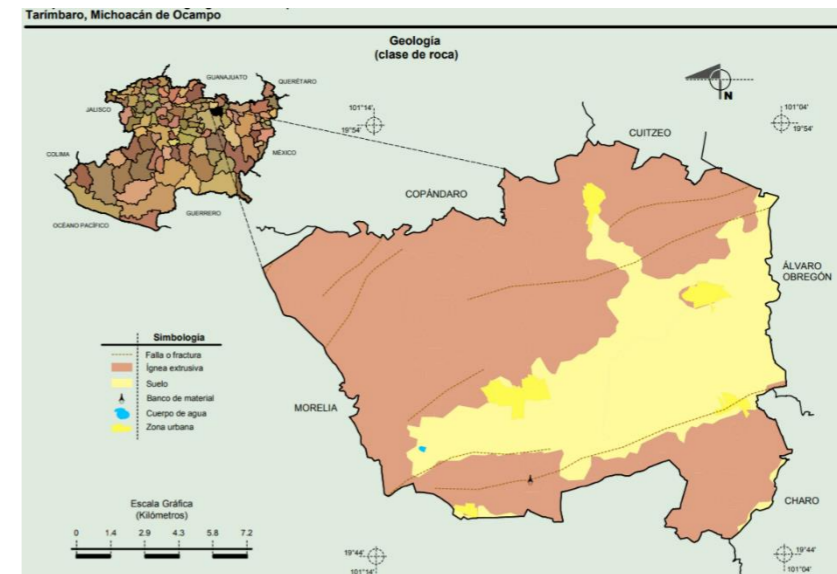 Tarímbaro, Michoacán de Ocampo
Geología
(clase de roca)
GUANAJUATO
QUERÉTARO
JALISCO
COLIMA
MÉXICO
GUERRERO
OCÉANO PACÍFICO
N
101°14'
19°54'
101°04'
19°54'
CUITZEO
COPÁNDARO
ÁLVARO
OBREGÓN
MORELIA
CHARO
Simbología
Falla o fractura
Ígnea extrusiva
Suelo
Banco de material
Cuerpo de agua
Zona urbana
Escala Gráfica
(Kilómetros)
0 1.4 2.9 4.3 5.8 7.2
19°44'
101°14'
19°44'
101°04'